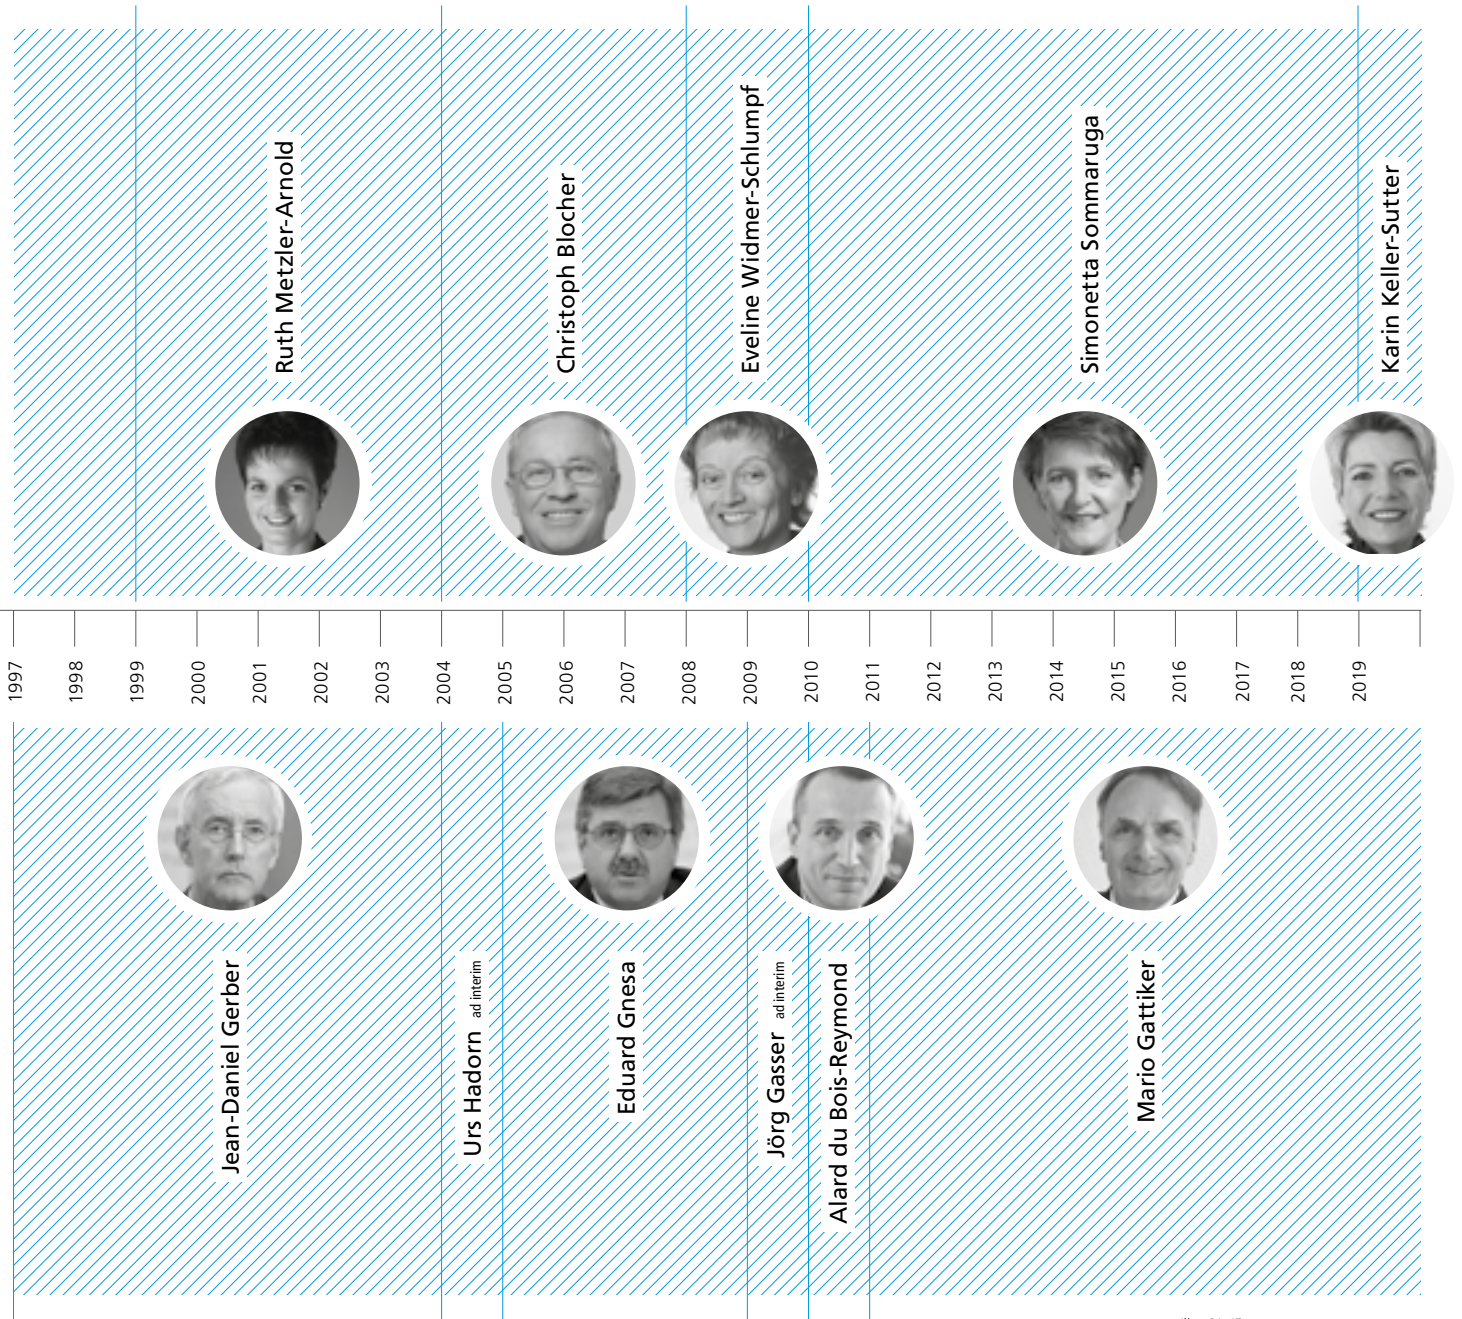 Ruth Metzler-Arnold
Christoph Blocher
Eveline Widmer-Schlumpf
Simonetta Sommaruga
Karin Keller-Sutter
1997
1998
1999
2000
2001
2002
2003
2004
2005
2006
2007
2008
2009
2010
2011
2012
2013
2014
2015
2016
2017
2018
2019
Jean-Daniel Gerber
Urs Hadorn ad interim
Eduard Gnesa
Jörg Gasser ad interim
Alard du Bois-Reymond
Mario Gattiker